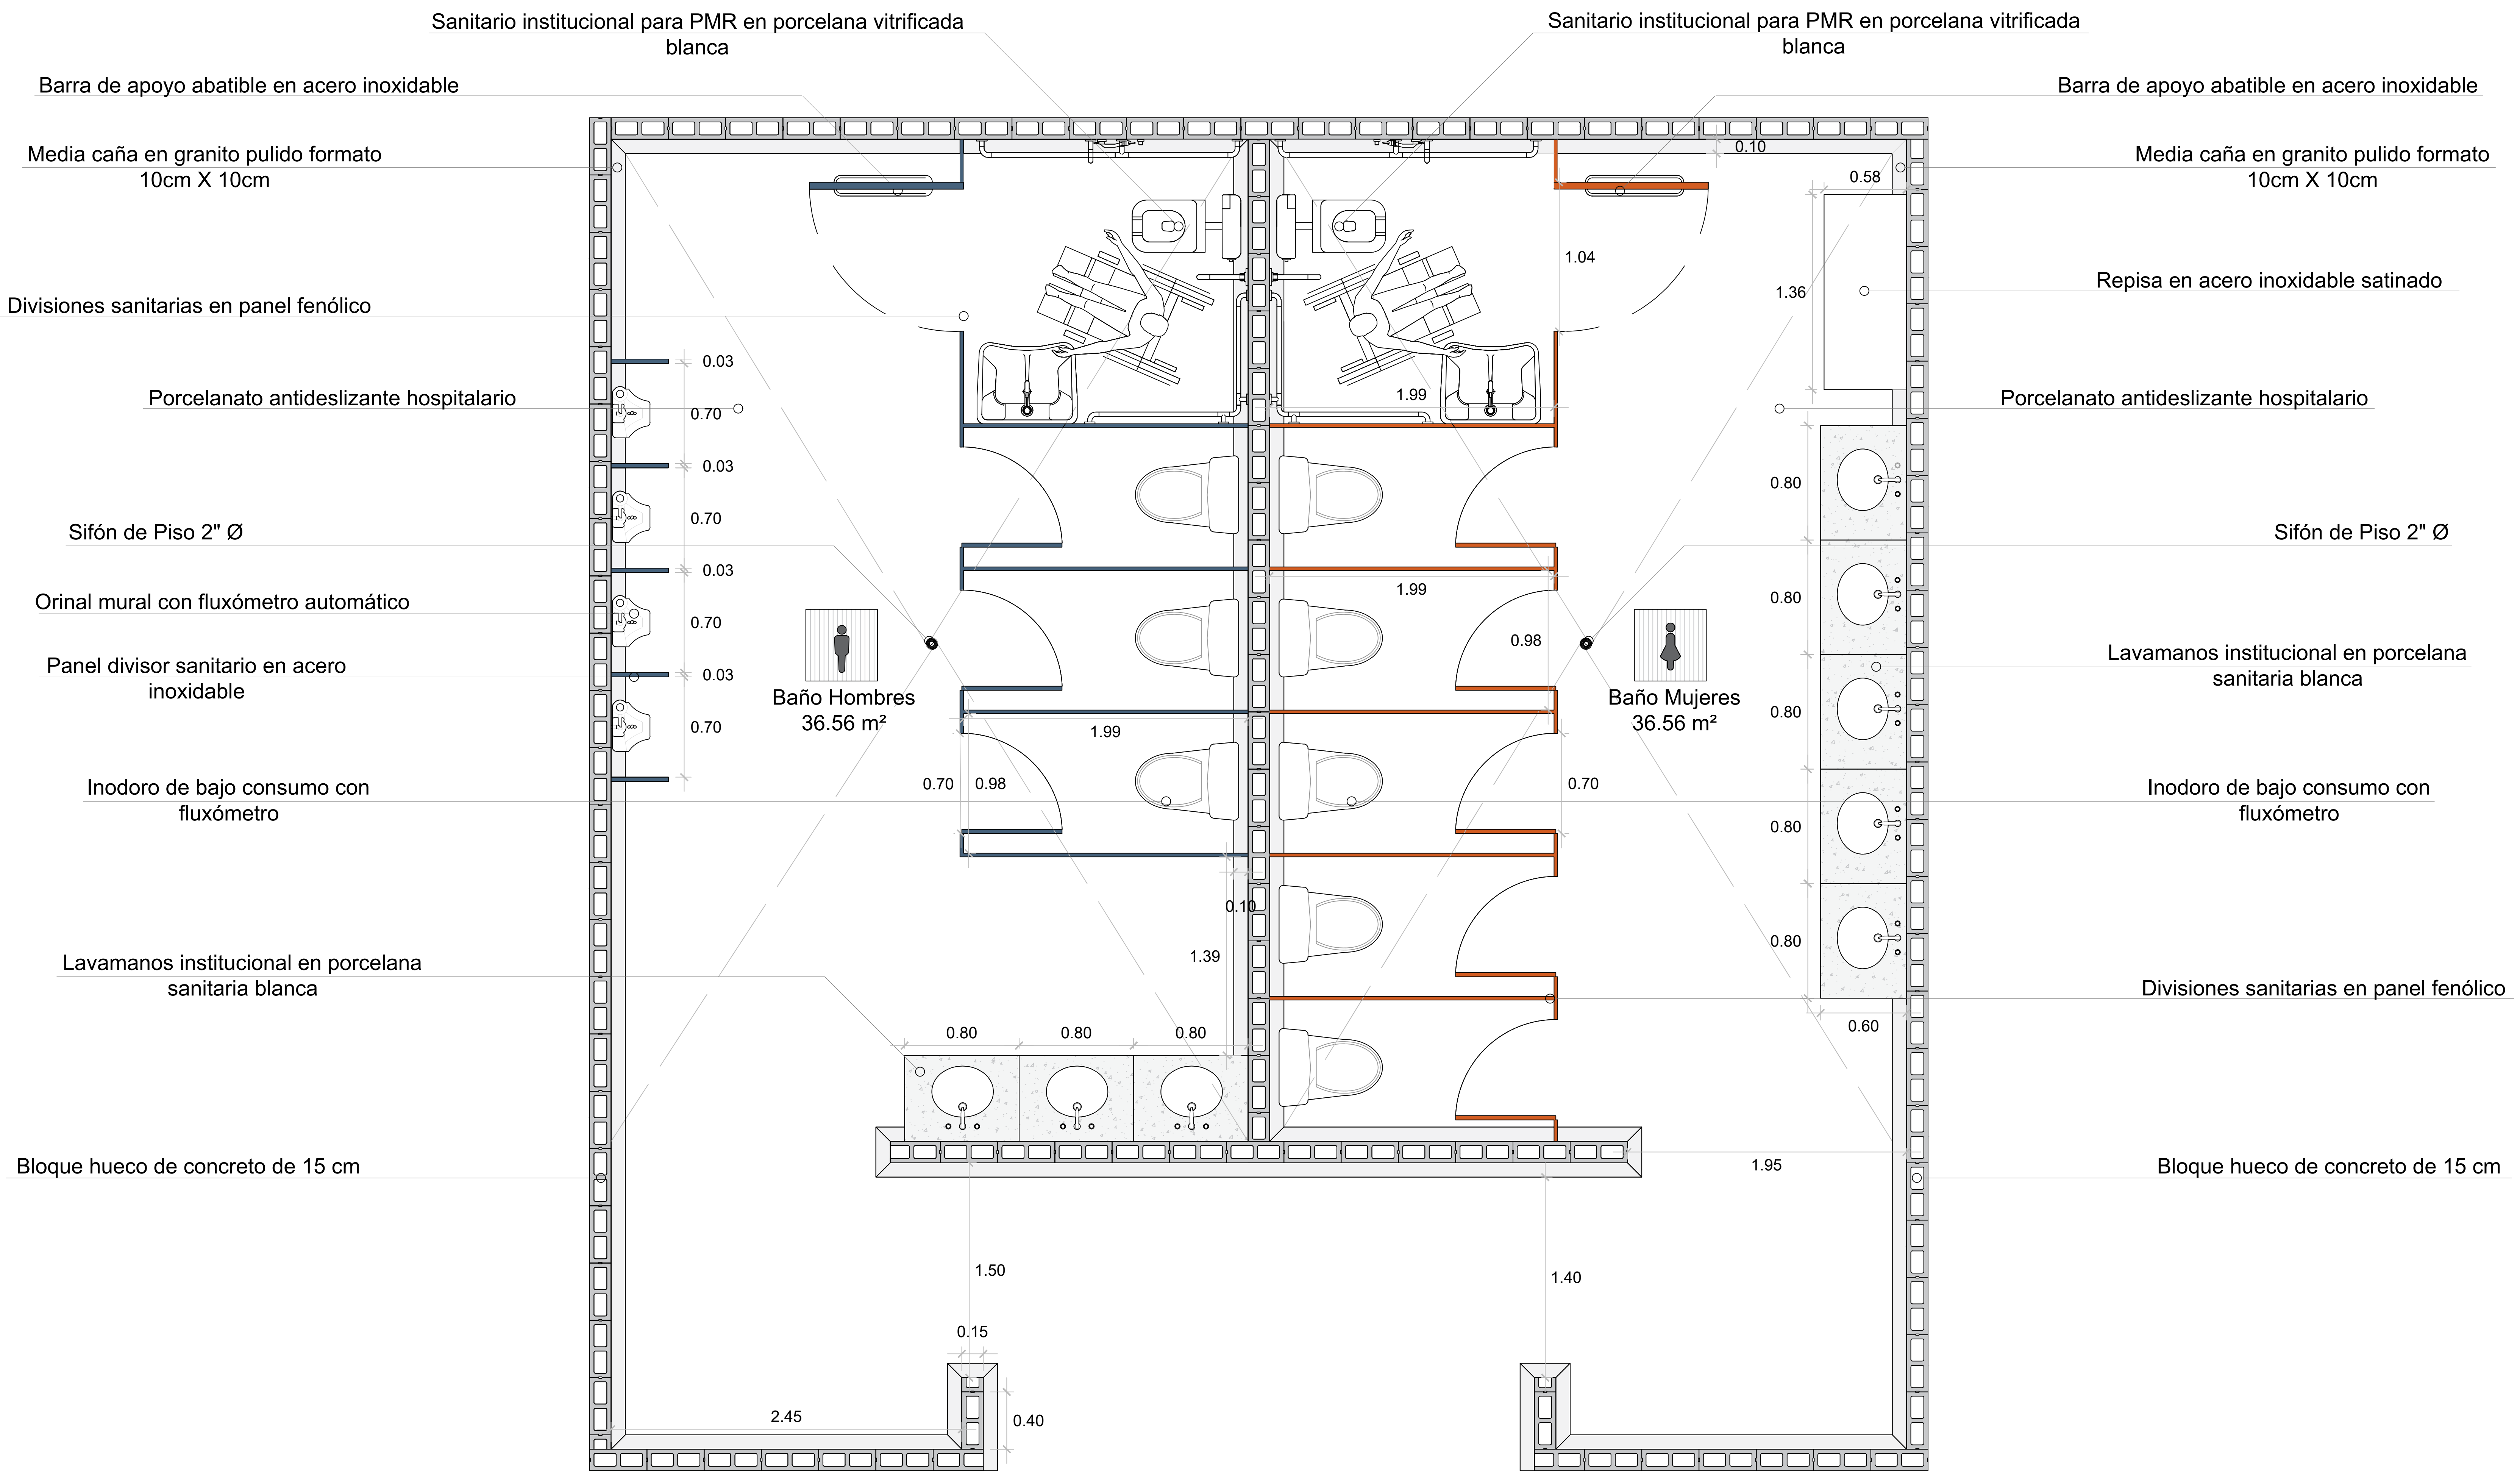 Sanitario institucional para PMR en porcelana vitrificada
blanca
Sanitario institucional para PMR en porcelana vitrificada
blanca
Barra de apoyo abatible en acero inoxidable
Barra de apoyo abatible en acero inoxidable
Media caña en granito pulido formato
10cm X 10cm
0.10
Media caña en granito pulido formato
10cm X 10cm
0.58
1.04
Divisiones sanitarias en panel fenólico
1.36
Repisa en acero inoxidable satinado
0.03
Porcelanato antideslizante hospitalario
0.70
1.99
Porcelanato antideslizante hospitalario
0.03
0.80
Sifón de Piso 2" Ø
0.70
Sifón de Piso 2" Ø
0.03
1.99
0.80
Orinal mural con fluxómetro automático
0.70
0.98
Panel divisor sanitario en acero
inoxidable
0.03
Lavamanos institucional en porcelana
sanitaria blanca
Baño Hombres
36.56 m²
Baño Mujeres
36.56 m²
0.70
1.99
0.80
Inodoro de bajo consumo con
fluxómetro
0.70
0.98
0.70
0.80
Inodoro de bajo consumo con
fluxómetro
0.10
1.39
0.80
Lavamanos institucional en porcelana
sanitaria blanca
Divisiones sanitarias en panel fenólico
0.80
0.80
0.80
0.60
Bloque hueco de concreto de 15 cm
1.95
Bloque hueco de concreto de 15 cm
1.50
1.40
0.15
2.45
0.40